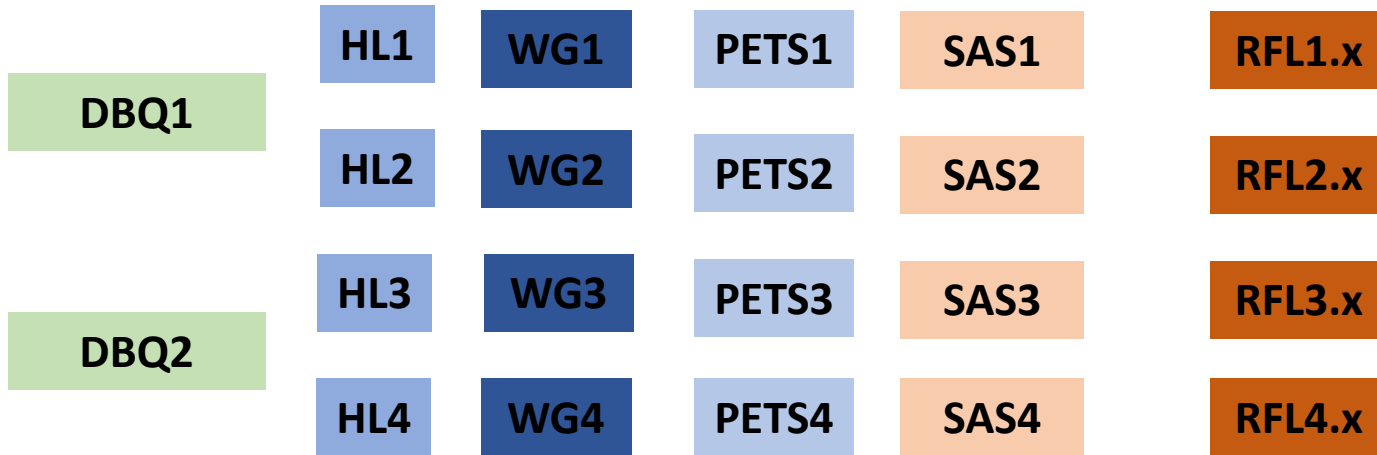 HL1 WG1 PETS1 SAS1 RFL1.x
DBQ1
HL2 WG2 PETS2 SAS2 RFL2.x
HL3 WG3 PETS3 SAS3 RFL3.x
DBQ2
HL4 WG4 PETS4 SAS4 RFL4.x